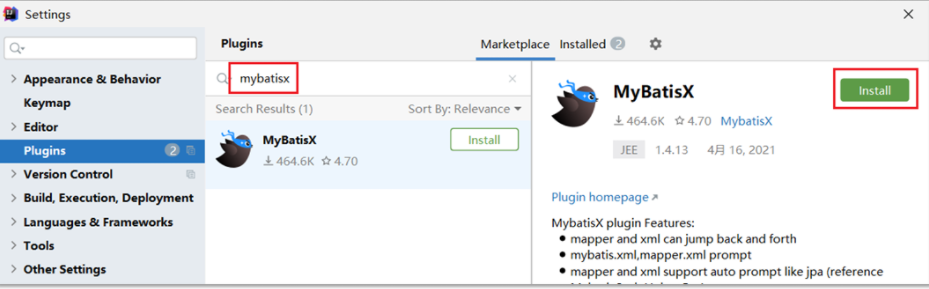 Settings
Plugins
Marketplace
Installed 2
mybatisx
Appearance & Behavior
Keymap
Editor
Plugins 2
Version Control
Build, Execution, Deployment
Languages & Frameworks
Tools
Other Settings
Search Results (1)
Sort By: Relevance
MyBatisX
464.6K 4.70
Install
MyBatisX
464.6K 4.70 MybatisX
JEE 1.4.13 4月 16, 2021
Install
Plugin homepage
MybatisX plugin Features:
mapper and xml can jump back and forth
mybatis.xml,mapper.xml prompt
mapper and xml support auto prompt like jpa (reference